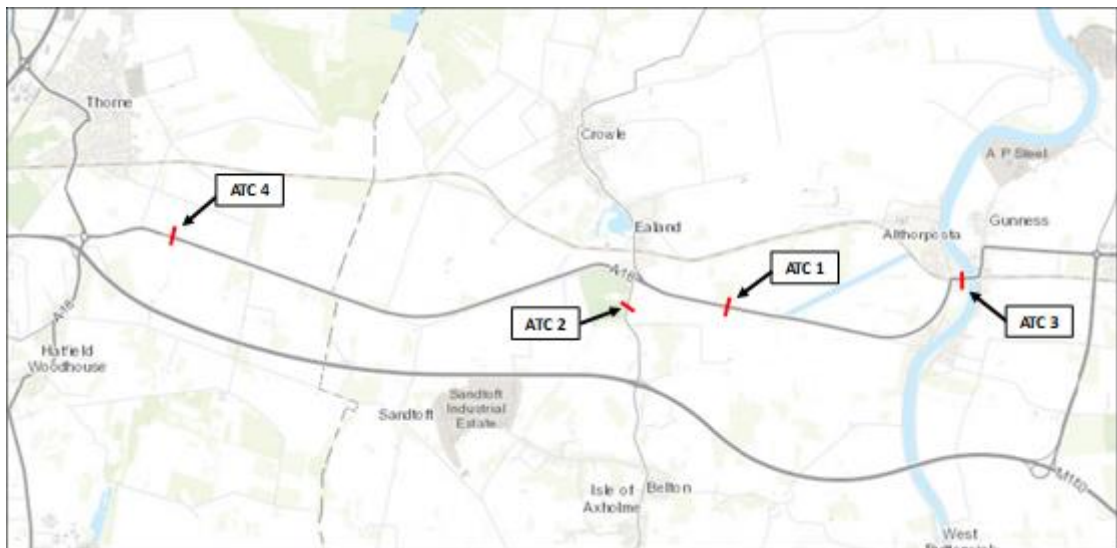 Thorne
Crowle
A P Steel
ATC 4
Gunness
Ealand
A18
ATC 1
ATC 2
ATC 3
A18
Hatfield
Woodhouse
Sandtoft
Industrial
Estate
Sandtoft
Isle of
Axholme
Belton
M180
West